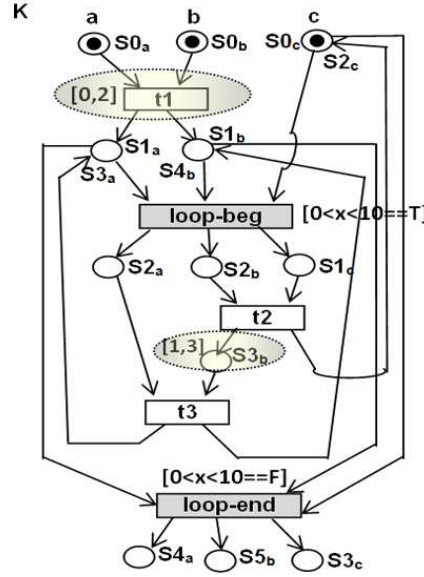 K
a b c
S0a S0b S0c
S2c
[0,2] t1
S1a S1b
S3a S4b
loop-beg [0<x<10==T]
S2a S2b S1c
t2
[1,3] S3b
t3
[0<x<10==F]
loop-end
S4a S5b S3c